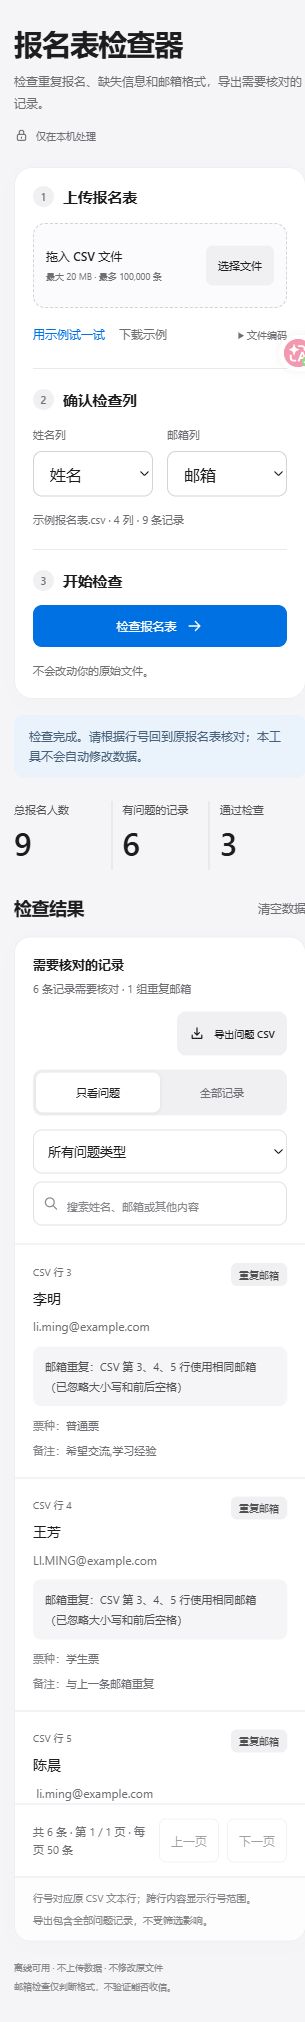 报名表检查器
检查重复报名、缺失信息和邮箱格式，导出需要核对的
记录。
仅在本机处理
1 上传报名表
拖入 CSV 文件
最大 20 MB · 最多 100,000 条
选择文件
用示例试一试 下载示例 ▶ 文件编码
2 确认检查列
姓名列 邮箱列
姓名 邮箱
示例报名表.csv · 4 列 · 9 条记录
3 开始检查
检查报名表 →
不会改动你的原始文件。
检查完成。请根据行号回到原报名表核对；本工
具不会自动修改数据。
总报名人数 有问题的记录 通过检查
9 6 3
检查结果 清空数据
需要核对的记录
6 条记录需要核对 · 1 组重复邮箱
导出问题 CSV
只看问题 全部记录
所有问题类型
搜索姓名、邮箱或其他内容
CSV 行 3 重复邮箱
李明
li.ming@example.com
邮箱重复：CSV 第 3、4、5 行使用相同邮箱
（已忽略大小写和前后空格）
票种：普通票
备注：希望交流,学习经验
CSV 行 4 重复邮箱
王芳
LI.MING@example.com
邮箱重复：CSV 第 3、4、5 行使用相同邮箱
（已忽略大小写和前后空格）
票种：学生票
备注：与上一条邮箱重复
CSV 行 5 重复邮箱
陈晨
li.ming@example.com
共 6 条 · 第 1 / 1 页 · 每
页 50 条
上一页 下一页
行号对应原 CSV 文本行；跨行内容显示行号范围。
导出包含全部问题记录，不受筛选影响。
离线可用 · 不上传数据 · 不修改原文件
邮箱检查仅判断格式，不验证能否收信。